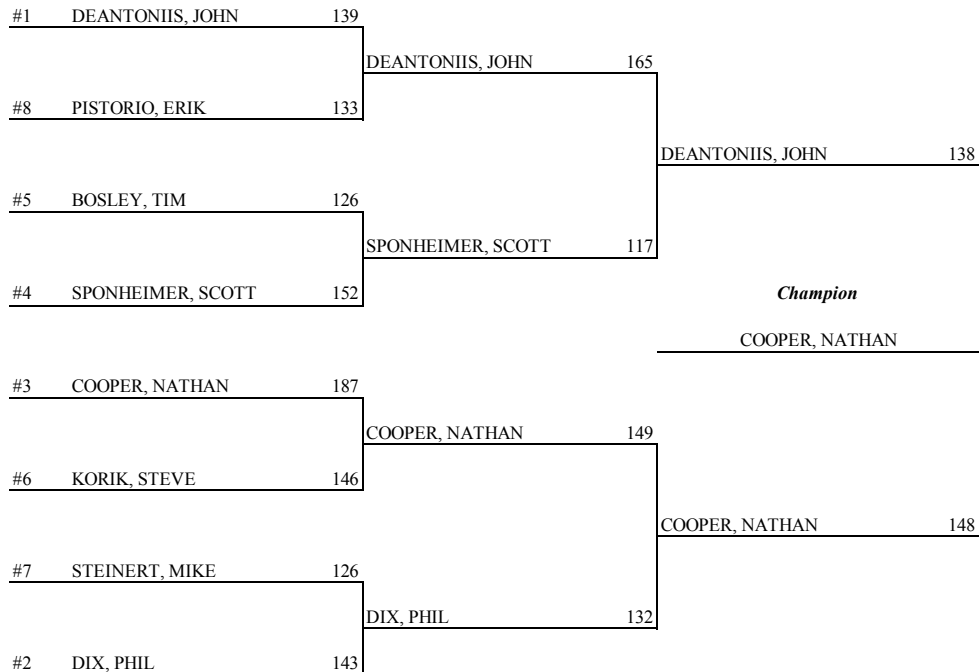 #1 DEANTONIIS, JOHN 139
DEANTONIIS, JOHN 165
#8 PISTORIO, ERIK 133
DEANTONIIS, JOHN 138
#5 BOSLEY, TIM 126
SPONHEIMER, SCOTT 117
#4 SPONHEIMER, SCOTT 152
Champion
COOPER, NATHAN
#3 COOPER, NATHAN 187
COOPER, NATHAN 149
#6 KORIK, STEVE 146
COOPER, NATHAN 148
#7 STEINERT, MIKE 126
DIX, PHIL 132
#2 DIX, PHIL 143